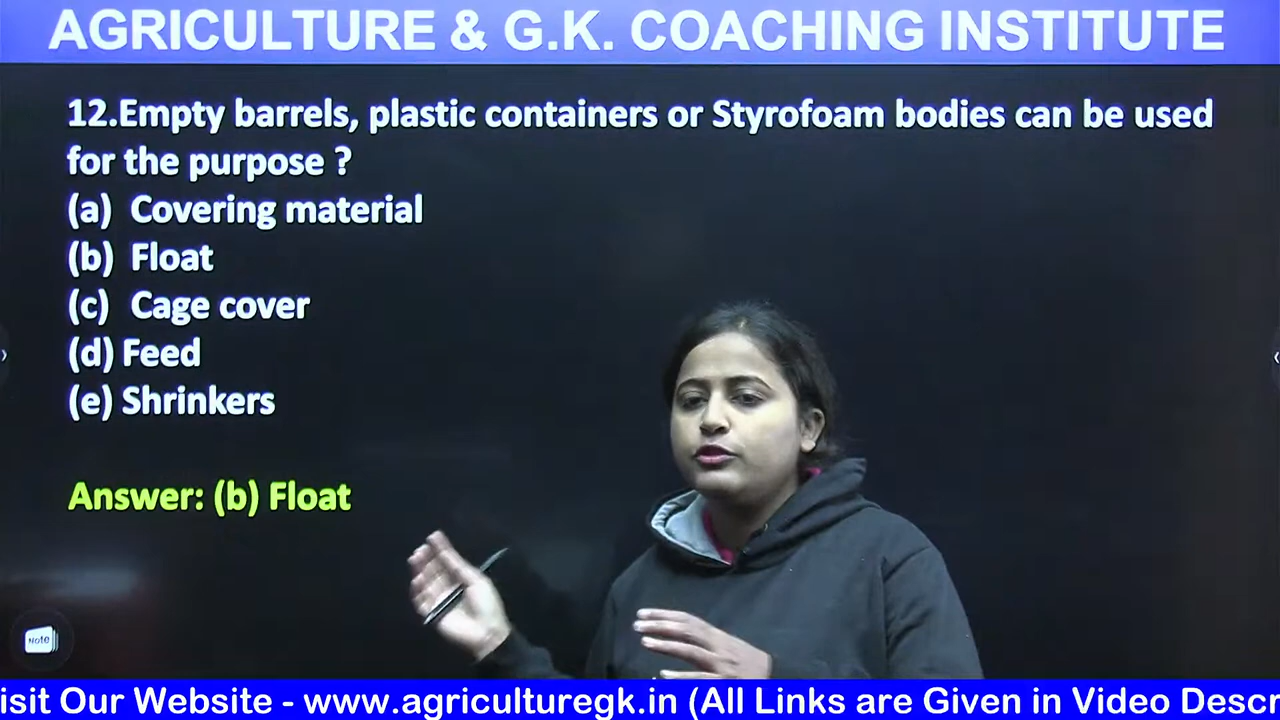 AGRICULTURE & G.K. COACHING INSTITUTE
12.Empty barrels, plastic containers or Styrofoam bodies can be used
for the purpose ?
(a) Covering material
(b) Float
(c) Cage cover
(d) Feed
(e) Shrinkers
Answer: (b) Float
Note
isit Our Website - www.agriculturegk.in (All Links are Given in Video Descr